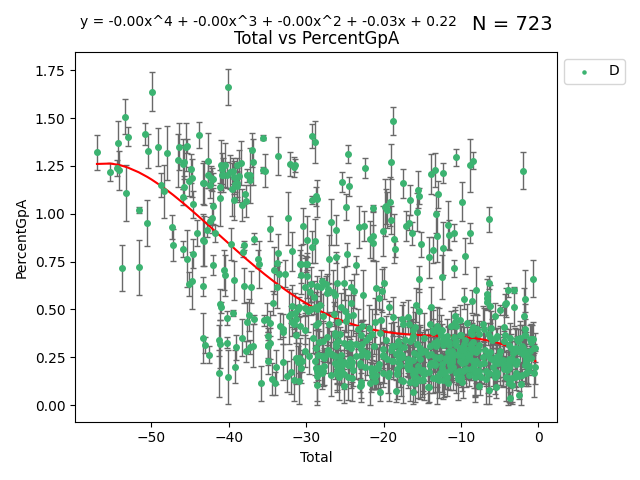 y = -0.00x^4 + -0.00x^3 + -0.00x^2 + -0.03x + 0.22
N = 723
Total vs PercentGpA
D
PercentGpA
1.75
1.50
1.25
1.00
0.75
0.50
0.25
0.00
−50
−40
−30
−20
−10
0
Total